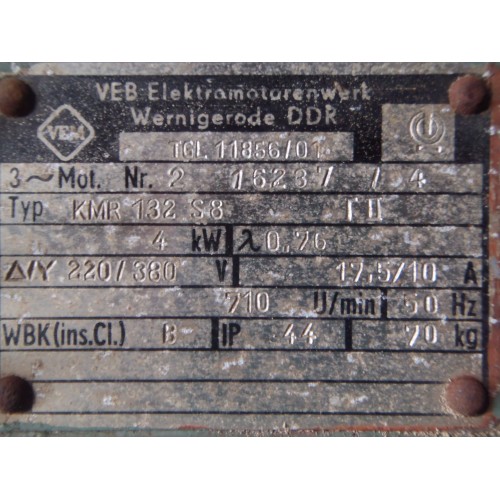 VEB Elektromotorenwerk
VEM Wernigerode DDR
TGL 11856/01
3~Mot. Nr. 2 16237 / 4
Typ KMR 132 S8 Γ II
4 kW λ 0,76
Δ/Y 220/380 V 17,5/10 A
710 U/min 50 Hz
WBK(ins.Cl.) B IP 44 70 kg